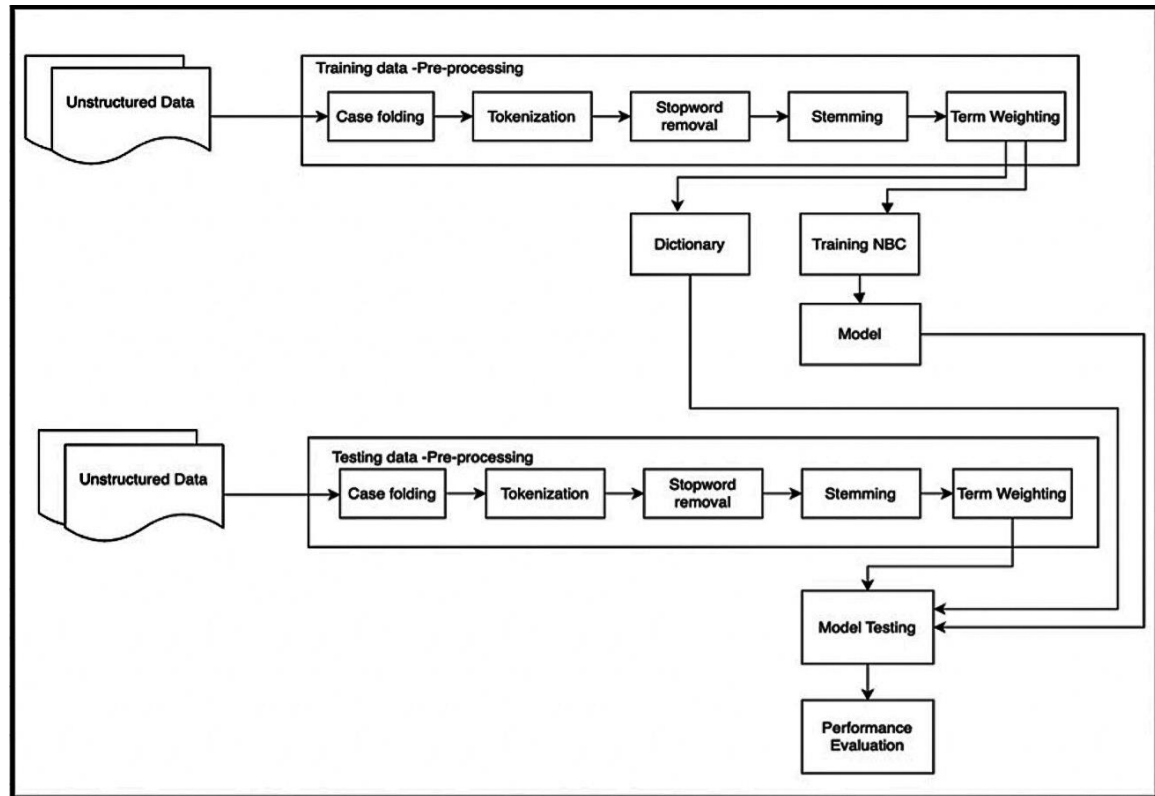 Unstructured Data
Training data -Pre-processing
Case folding
Tokenization
Stopword
removal
Stemming
Term Weighting
Dictionary
Training NBC
Model
Unstructured Data
Testing data -Pre-processing
Case folding
Tokenization
Stopword
removal
Stemming
Term Weighting
Model Testing
Performance
Evaluation